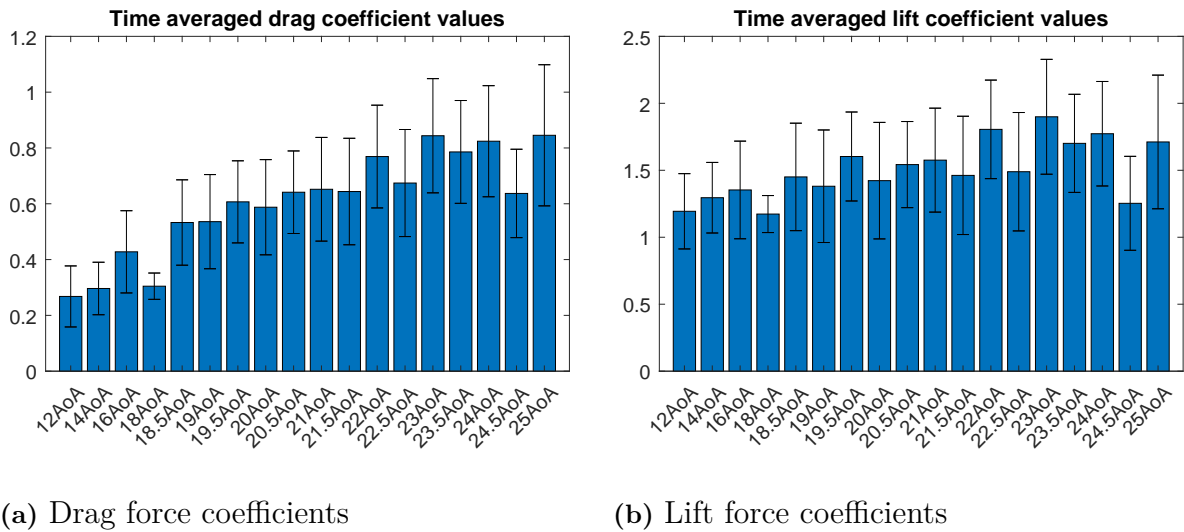 Time averaged drag coefficient values
1.2
1
0.8
0.6
0.4
0.2
0
12AoA
14AoA
16AoA
18AoA
18.5AoA
19AoA
19.5AoA
20AoA
20.5AoA
21AoA
21.5AoA
22AoA
22.5AoA
23AoA
23.5AoA
24AoA
24.5AoA
25AoA
(a) Drag force coefficients
Time averaged lift coefficient values
2.5
2
1.5
1
0.5
0
12AoA
14AoA
16AoA
18AoA
18.5AoA
19AoA
19.5AoA
20AoA
20.5AoA
21AoA
21.5AoA
22AoA
22.5AoA
23AoA
23.5AoA
24AoA
24.5AoA
25AoA
(b) Lift force coefficients